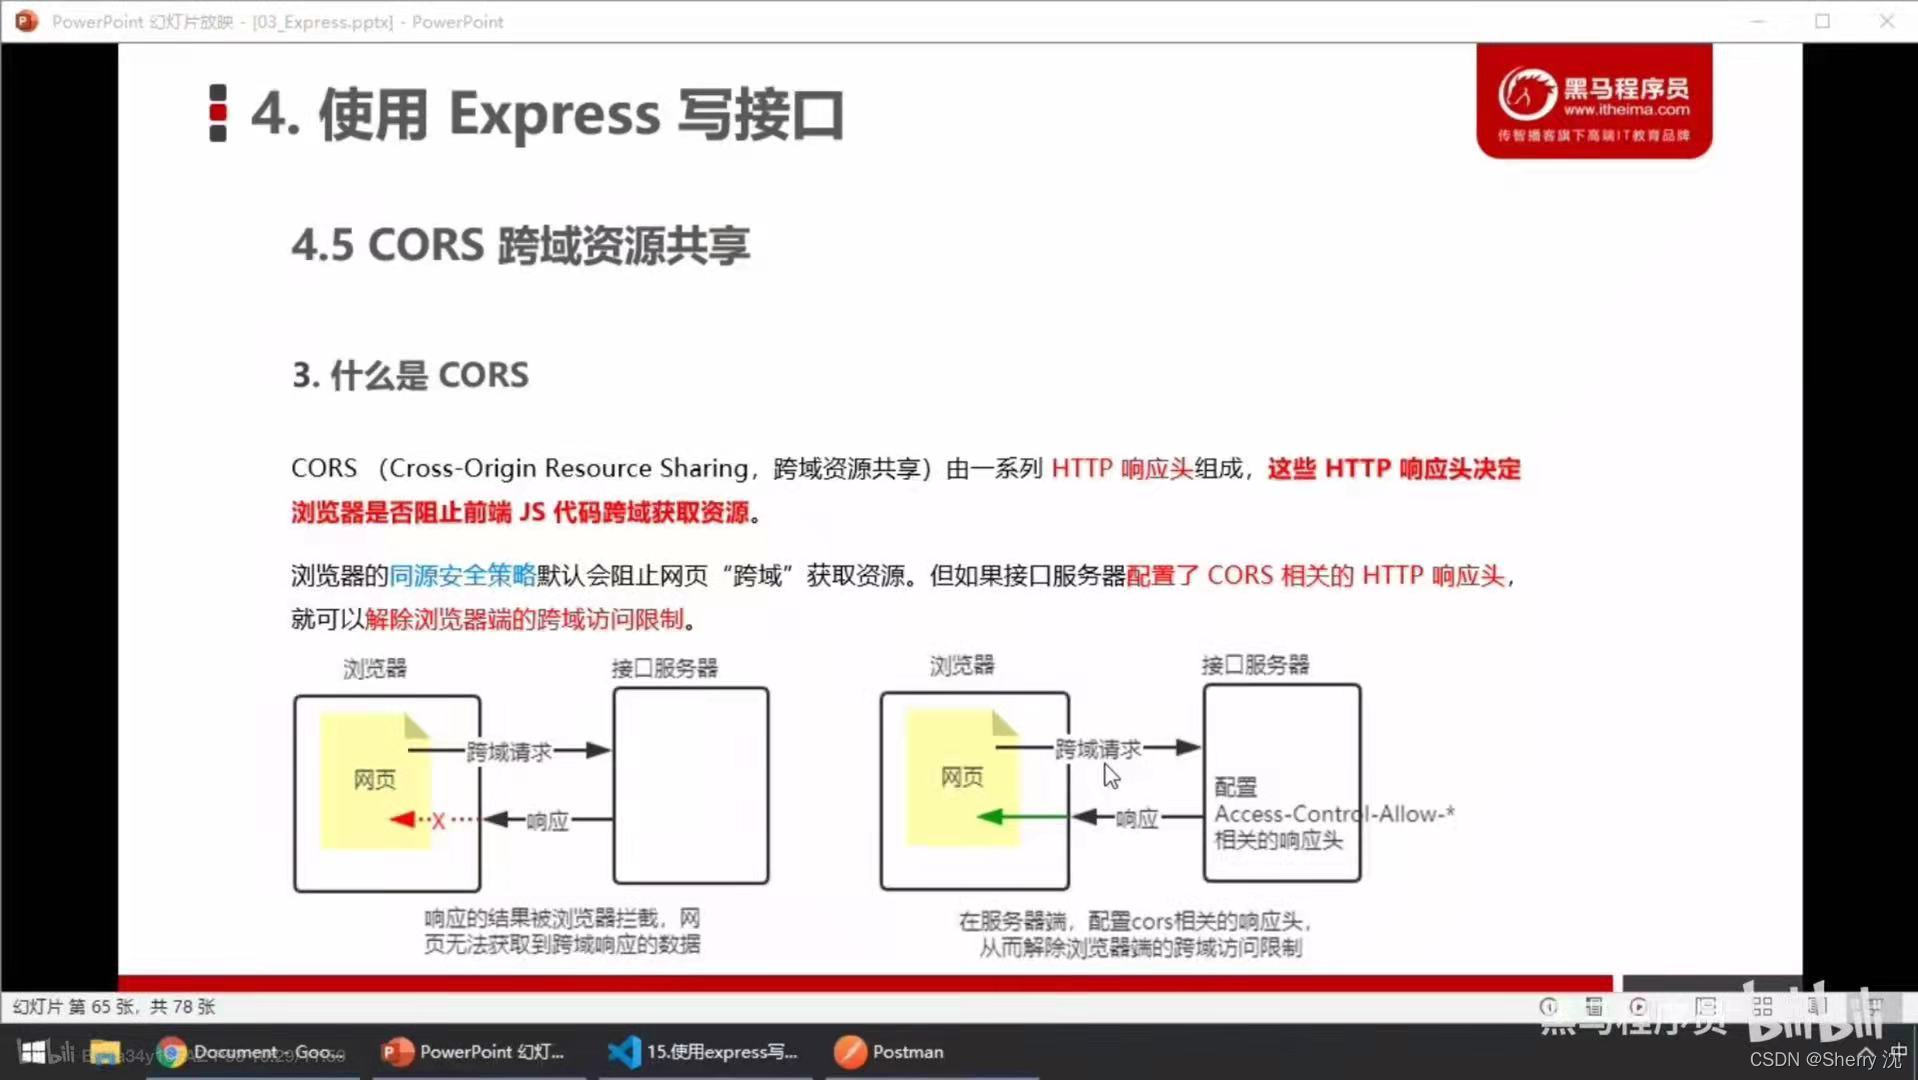 PowerPoint 幻灯片放映 - [03_Express.pptx] - PowerPoint
4. 使用 Express 写接口
黑马程序员
www.itheima.com
传智播客旗下高端IT教育品牌
4.5 CORS 跨域资源共享
3. 什么是 CORS
CORS （Cross-Origin Resource Sharing，跨域资源共享）由一系列 HTTP 响应头组成，这些 HTTP 响应头决定
浏览器是否阻止前端 JS 代码跨域获取资源。
浏览器的同源安全策略默认会阻止网页“跨域”获取资源。但如果接口服务器配置了 CORS 相关的 HTTP 响应头，
就可以解除浏览器端的跨域访问限制。
浏览器
接口服务器
跨域请求
网页
X
响应
响应的结果被浏览器拦截，网
页无法获取到跨域响应的数据
浏览器
接口服务器
跨域请求
网页
响应
配置
Access-Control-Allow-*
相关的响应头
在服务器端，配置cors相关的响应头，
从而解除浏览器端的跨域访问限制
幻灯片 第 65 张，共 78 张
黑马程序员
bilibili
Document - Goo...
PowerPoint 幻灯...
15.使用express写...
Postman
中
CSDN @Sherry 沈